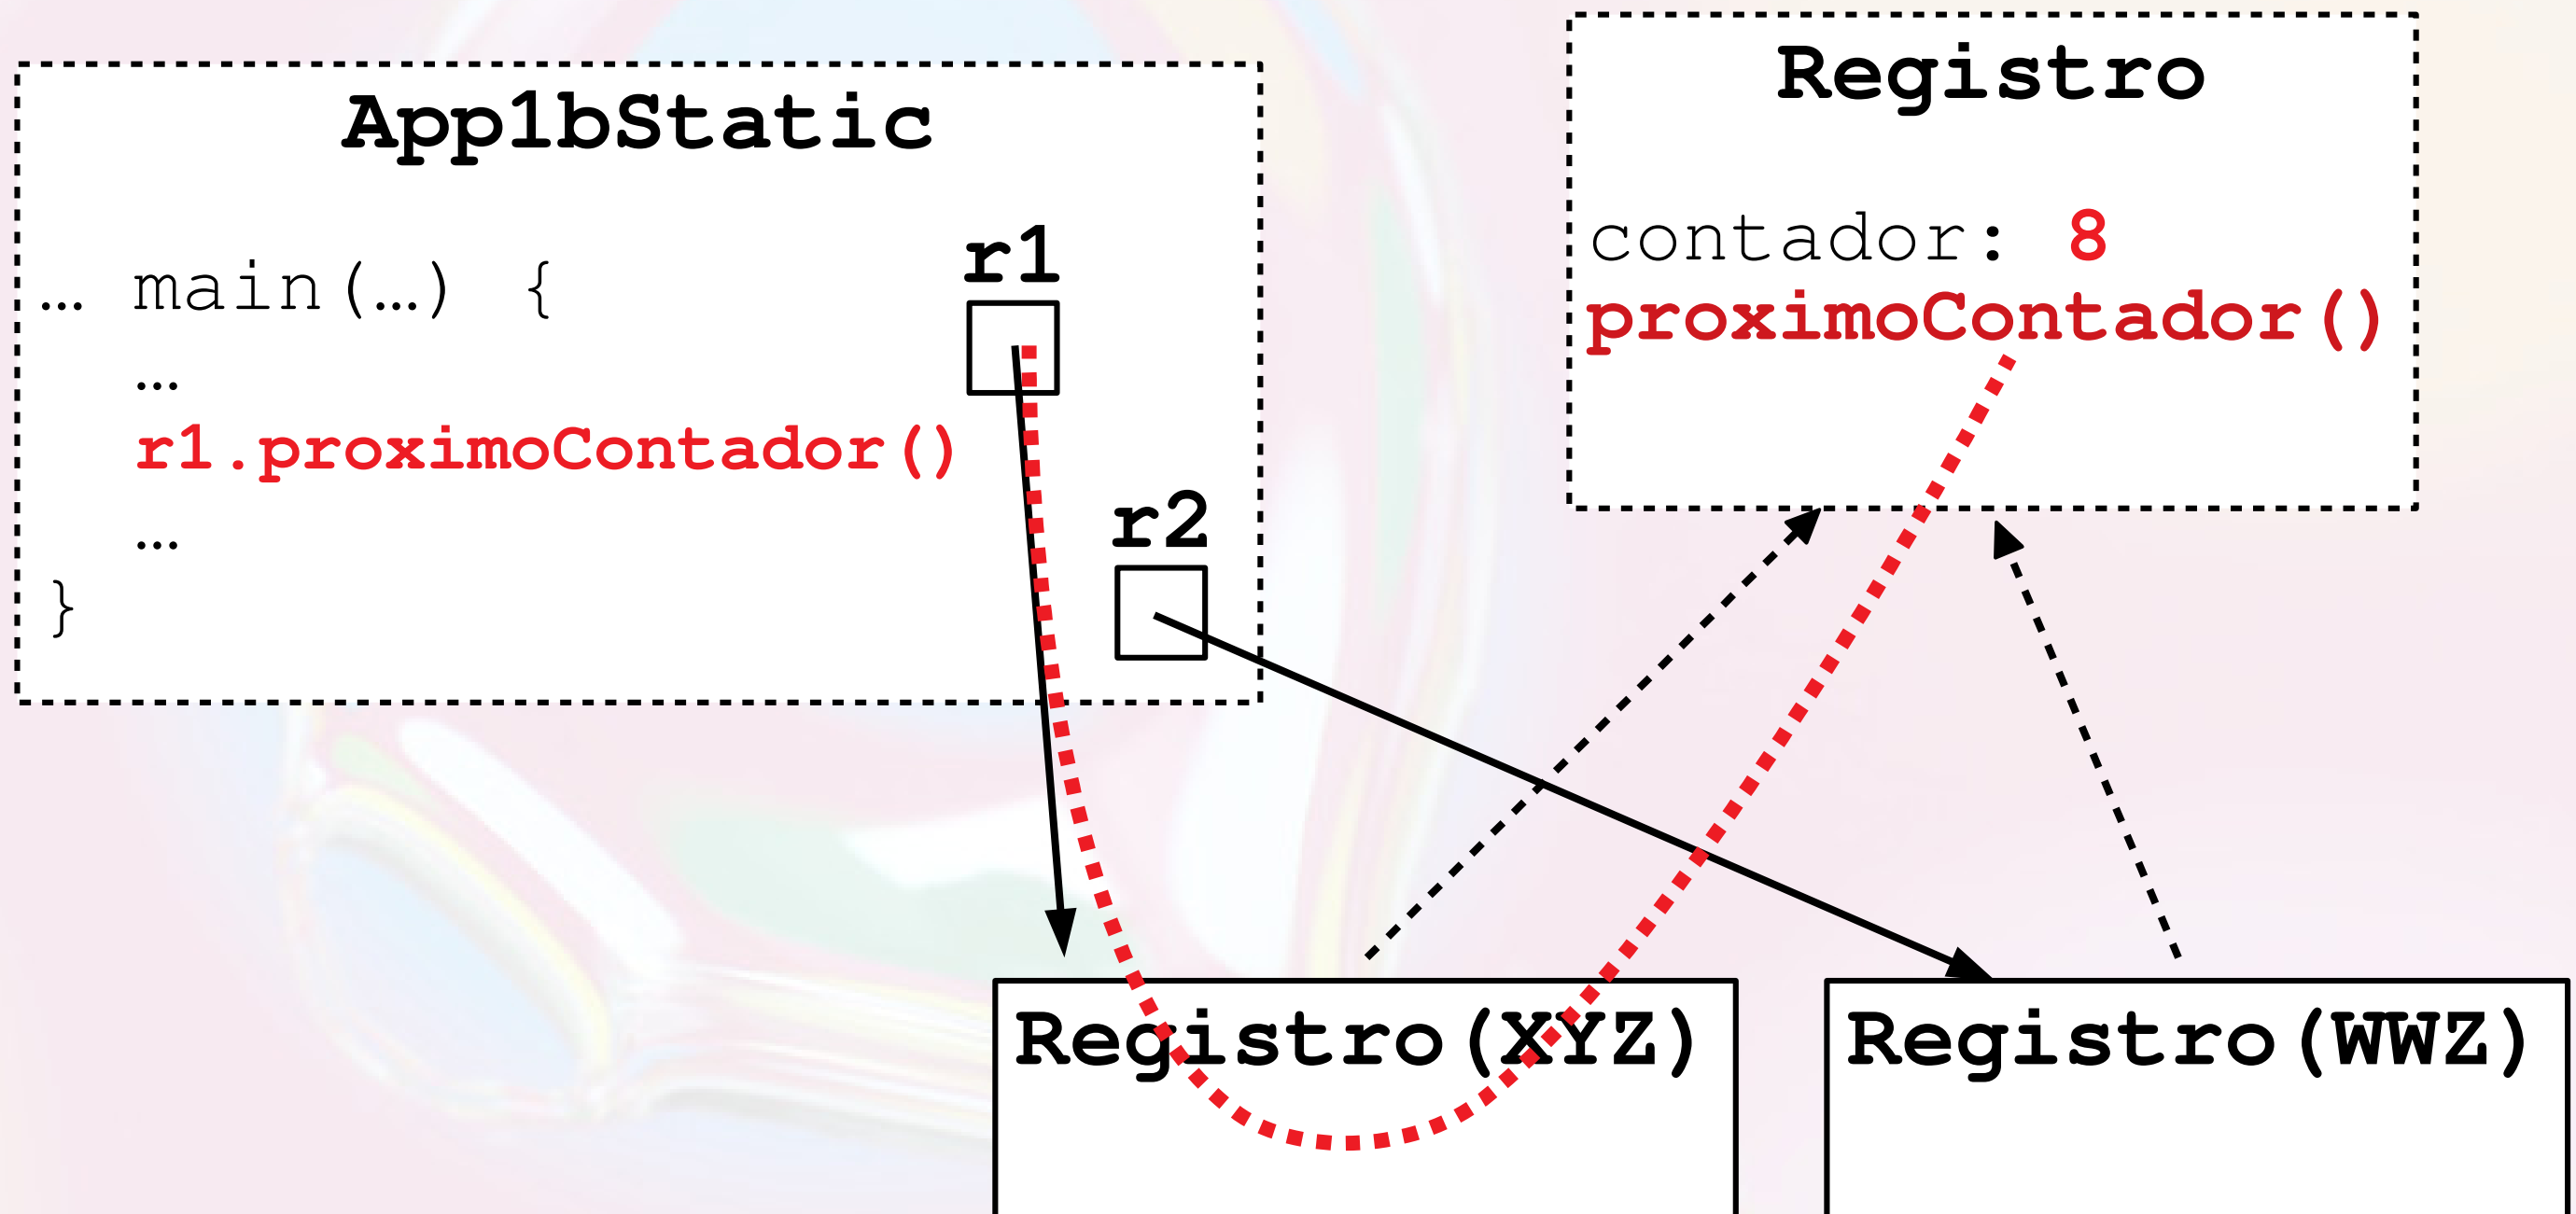 App1bStatic
… main(…) {
…
r1.proximoContador()
…
}
r1
r2
Registro
contador: 8
proximoContador()
Registro(XYZ)
Registro(WWZ)